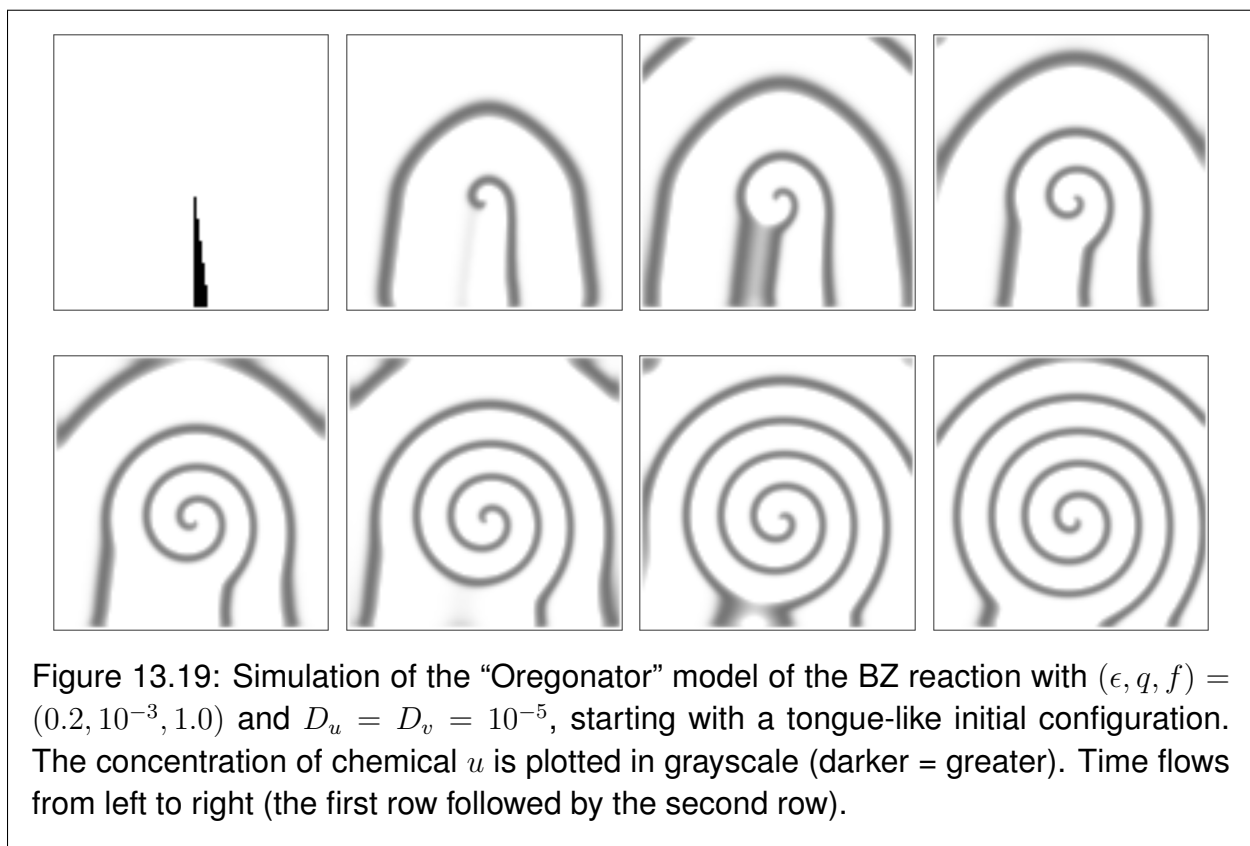 Figure 13.19: Simulation of the “Oregonator” model of the BZ reaction with (ϵ, q, f) =
(0.2, 10⁻³, 1.0) and Dᵤ = Dᵥ = 10⁻⁵, starting with a tongue-like initial configuration.
The concentration of chemical u is plotted in grayscale (darker = greater). Time flows
from left to right (the first row followed by the second row).